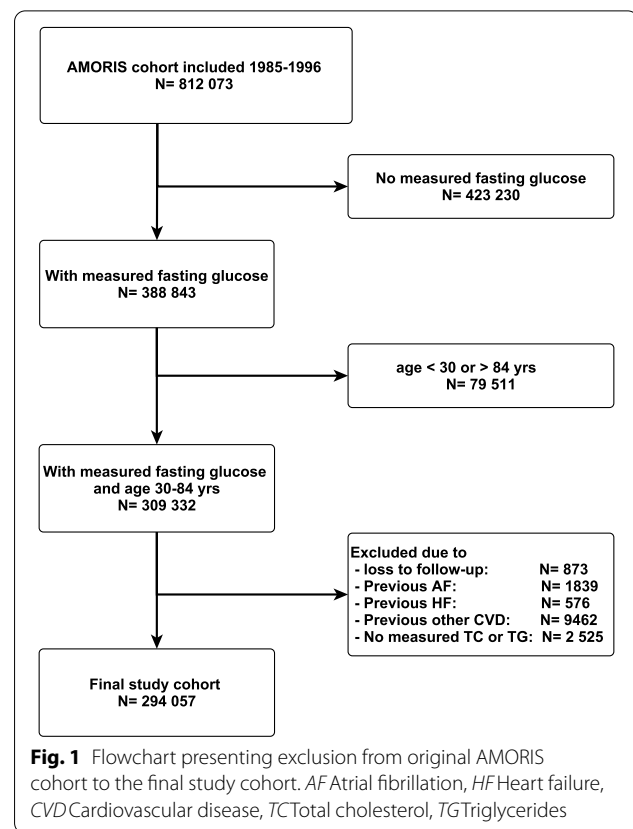 AMORIS cohort included 1985-1996
N= 812 073
No measured fasting glucose
N= 423 230
With measured fasting glucose
N= 388 843
age < 30 or > 84 yrs
N= 79 511
With measured fasting glucose
and age 30-84 yrs
N= 309 332
Excluded due to
- loss to follow-up: N= 873
- Previous AF: N= 1839
- Previous HF: N= 576
- Previous other CVD: N= 9462
- No measured TC or TG: N= 2 525
Final study cohort
N= 294 057
Fig. 1 Flowchart presenting exclusion from original AMORIS
cohort to the final study cohort. AF Atrial fibrillation, HF Heart failure,
CVD Cardiovascular disease, TC Total cholesterol, TG Triglycerides